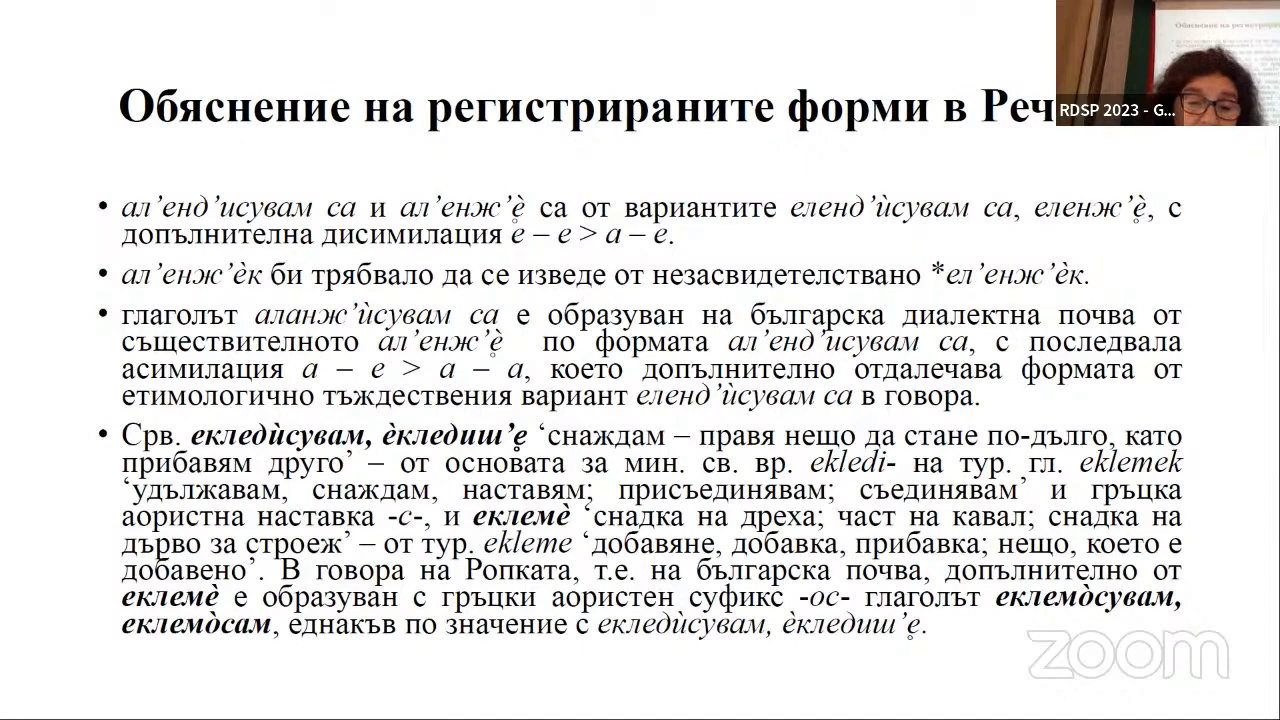 Обяснение на регистрираните форми в Реч
RDSP 2023 - G...
• ал’енд’исувам са и ал’енж’ѐ̥ са от вариантите еленд’ѝсувам са, еленж’ѐ̥, с
допълнителна дисимилация е – е > а – е.
• ал’енж’ѐк би трябвало да се изведе от незасвидетелствано *ел’енж’ѐк.
• глаголът аланж’ѝсувам са е образуван на българска диалектна почва от
съществителното ал’енж’ѐ̥ по формата ал’енд’исувам са, с последвала
асимилация а – е > а – а, което допълнително отдалечава формата от
етимологично тъждествения вариант еленд’ѝсувам са в говора.
• Срв. екледѝсувам, ѐкледиш’е̥ ‘снаждам – правя нещо да стане по-дълго, като
прибавям друго’ – от основата за мин. св. вр. ekledi- на тур. гл. eklemek
‘удължавам, снаждам, наставям; присъединявам; съединявам’ и гръцка
аористна наставка -с-, и еклемѐ ‘снадка на дреха; част на кавал; снадка на
дърво за строеж’ – от тур. ekleme ‘добавяне, добавка, прибавка; нещо, което е
добавено’. В говора на Ропката, т.е. на българска почва, допълнително от
еклемѐ е образуван с гръцки аористен суфикс -ос- глаголът еклемо̀сувам,
еклемо̀сам, еднакъв по значение с екледѝсувам, ѐкледиш’е̥.
zoom